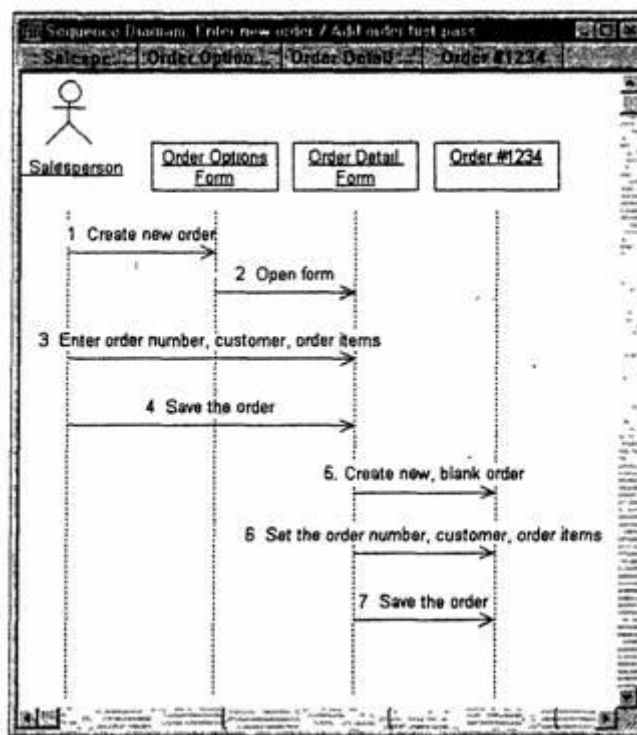 Sequence Diagram: Enter new order / Add order first pass
Salespe... Order Option... Order Detail ... Order #1234
Salesperson
Order Options
Form
Order Detail
Form
Order #1234
1 Create new order
2 Open form
3 Enter order number, customer, order items
4 Save the order
5. Create new, blank order
6 Set the order number, customer, order items
7 Save the order